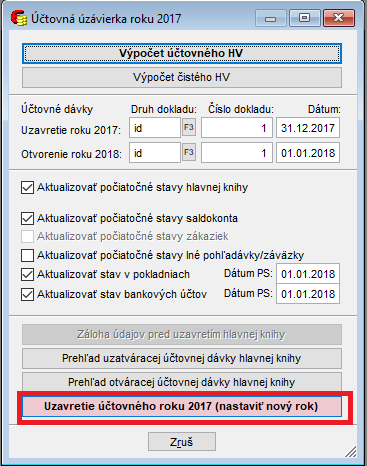 Účtovná úzávierka roku 2017
Výpočet účtovného HV
Výpočet čistého HV
Účtovné dávky Druh dokladu: Číslo dokladu: Dátum:
Uzavretie roku 2017: id F3 1 31.12.2017
Otvorenie roku 2018: id F3 1 01.01.2018
Aktualizovať počiatočné stavy hlavnej knihy
Aktualizovať počiatočné stavy saldokonta
Aktualizovať počiatočné stavy zákaziek
Aktualizovať počiatočné stavy Iné pohľadávky/záväzky
Aktualizovať stav v pokladniach Dátum PS: 01.01.2018
Aktualizovať stav bankových účtov Dátum PS: 01.01.2018
Záloha údajov pred uzavretím hlavnej knihy
Prehľad uzatváracej účtovnej dávky hlavnej knihy
Prehľad otváracej účtovnej dávky hlavnej knihy
Uzavretie účtovného roku 2017 (nastaviť nový rok)
Zruš